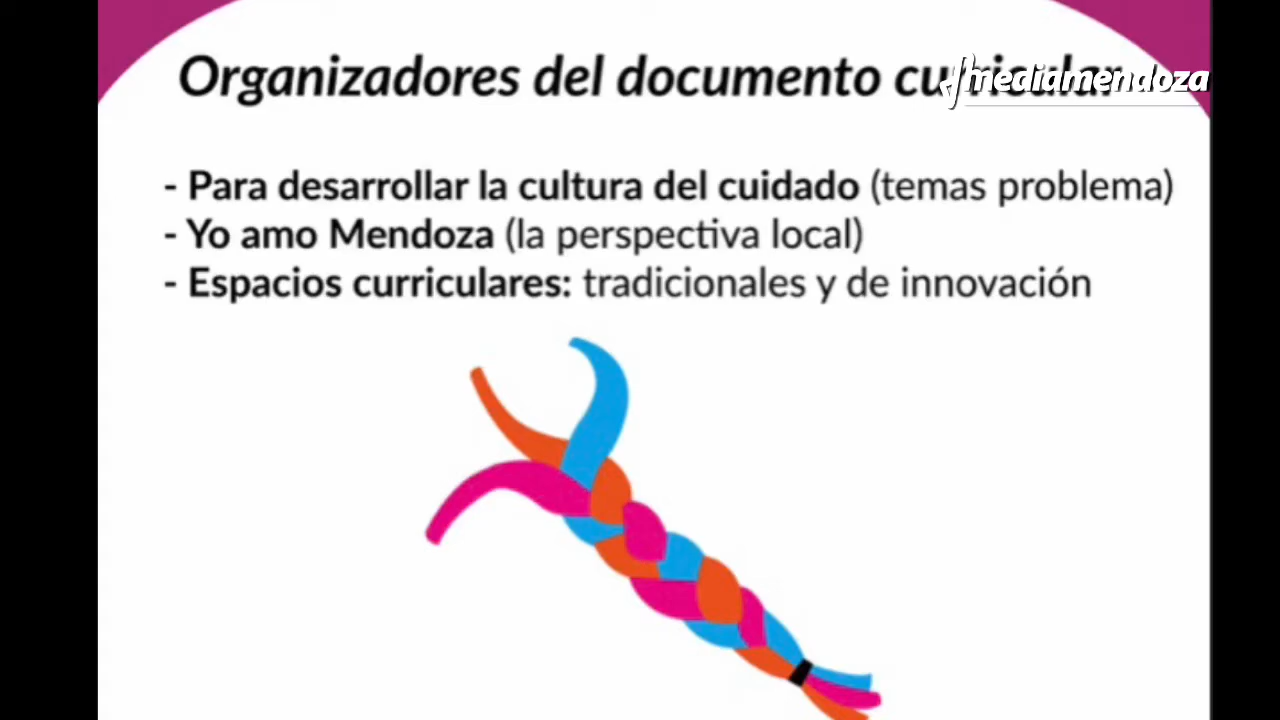 Organizadores del documento curricular
mediamendoza
- Para desarrollar la cultura del cuidado (temas problema)
- Yo amo Mendoza (la perspectiva local)
- Espacios curriculares: tradicionales y de innovación